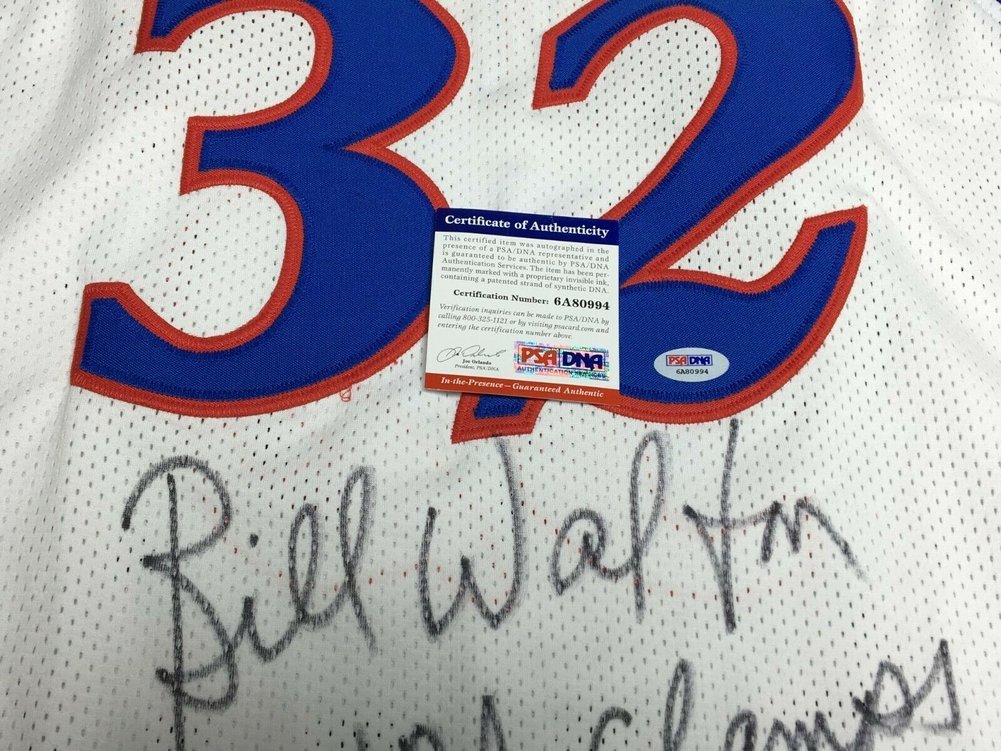 32
Certificate of Authenticity
This certified item was autographed in the
presence of a PSA/DNA representative and
is guaranteed to be authentic by PSA/DNA
Authentication Services. The item has been per-
manently marked with a proprietary invisible ink,
containing a patented strand of synthetic DNA.
Certification Number: 6A80994
Verification inquiries can be made to PSA/DNA by
calling 800-325-1121 or by visiting psacard.com and
entering the certification number above.
Joe Orlando
President, PSA/DNA
PSA DNA
AUTHENTICATION SERVICES
In-the-Presence—Guaranteed Authentic
PSA DNA
6A80994
Bill Walton